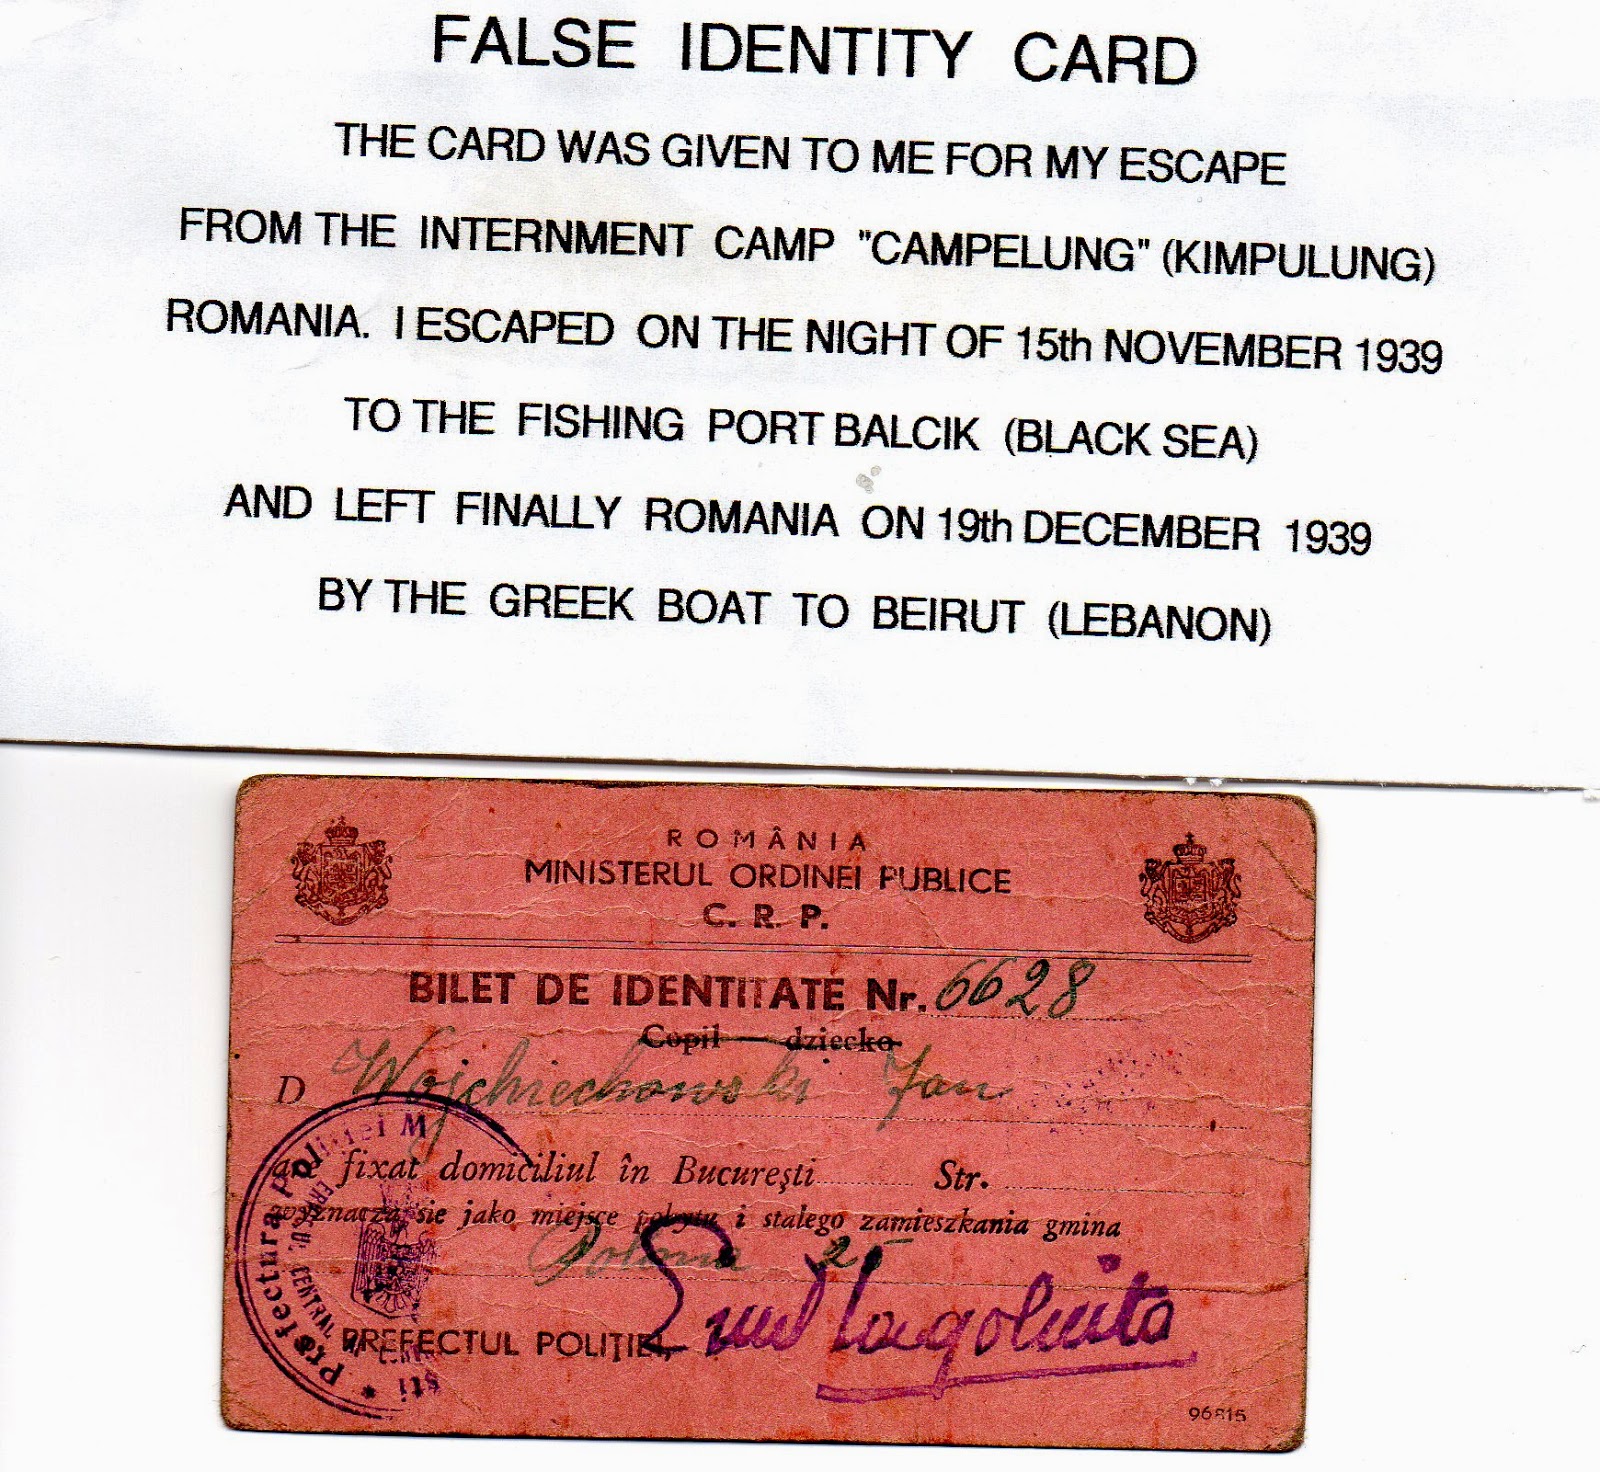 FALSE IDENTITY CARD
THE CARD WAS GIVEN TO ME FOR MY ESCAPE
FROM THE INTERNMENT CAMP "CAMPELUNG" (KIMPULUNG)
ROMANIA. I ESCAPED ON THE NIGHT OF 15th NOVEMBER 1939
TO THE FISHING PORT BALCIK (BLACK SEA)
AND LEFT FINALLY ROMANIA ON 19th DECEMBER 1939
BY THE GREEK BOAT TO BEIRUT (LEBANON)
ROMÂNIA
MINISTERUL ORDINEI PUBLICE
C. R. P.
BILET DE IDENTITATE Nr. 6628
Copil — dziecko
D Wojchiechowski Jan
are fixat domiciliul în Bucureşti Str.
wyznacza sie jako miejsce pobytu i stalego zamieszkania gmina
25
PREFECTUL POLIŢIEI,
Prefectura Poliţiei M
CENTRAL
96815